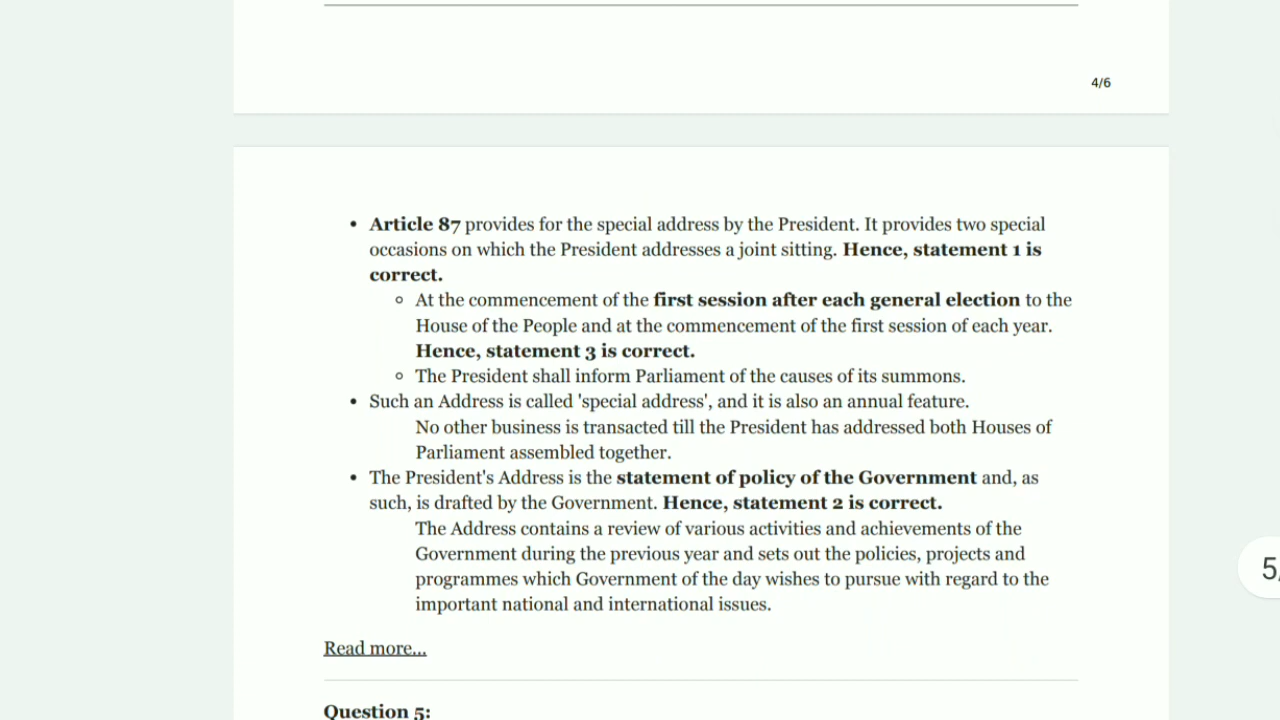 4/6
• Article 87 provides for the special address by the President. It provides two special
occasions on which the President addresses a joint sitting. Hence, statement 1 is
correct.
○ At the commencement of the first session after each general election to the
House of the People and at the commencement of the first session of each year.
Hence, statement 3 is correct.
○ The President shall inform Parliament of the causes of its summons.
• Such an Address is called 'special address', and it is also an annual feature.
No other business is transacted till the President has addressed both Houses of
Parliament assembled together.
• The President's Address is the statement of policy of the Government and, as
such, is drafted by the Government. Hence, statement 2 is correct.
The Address contains a review of various activities and achievements of the
Government during the previous year and sets out the policies, projects and
programmes which Government of the day wishes to pursue with regard to the
important national and international issues.
5/
Read more...
Question 5: